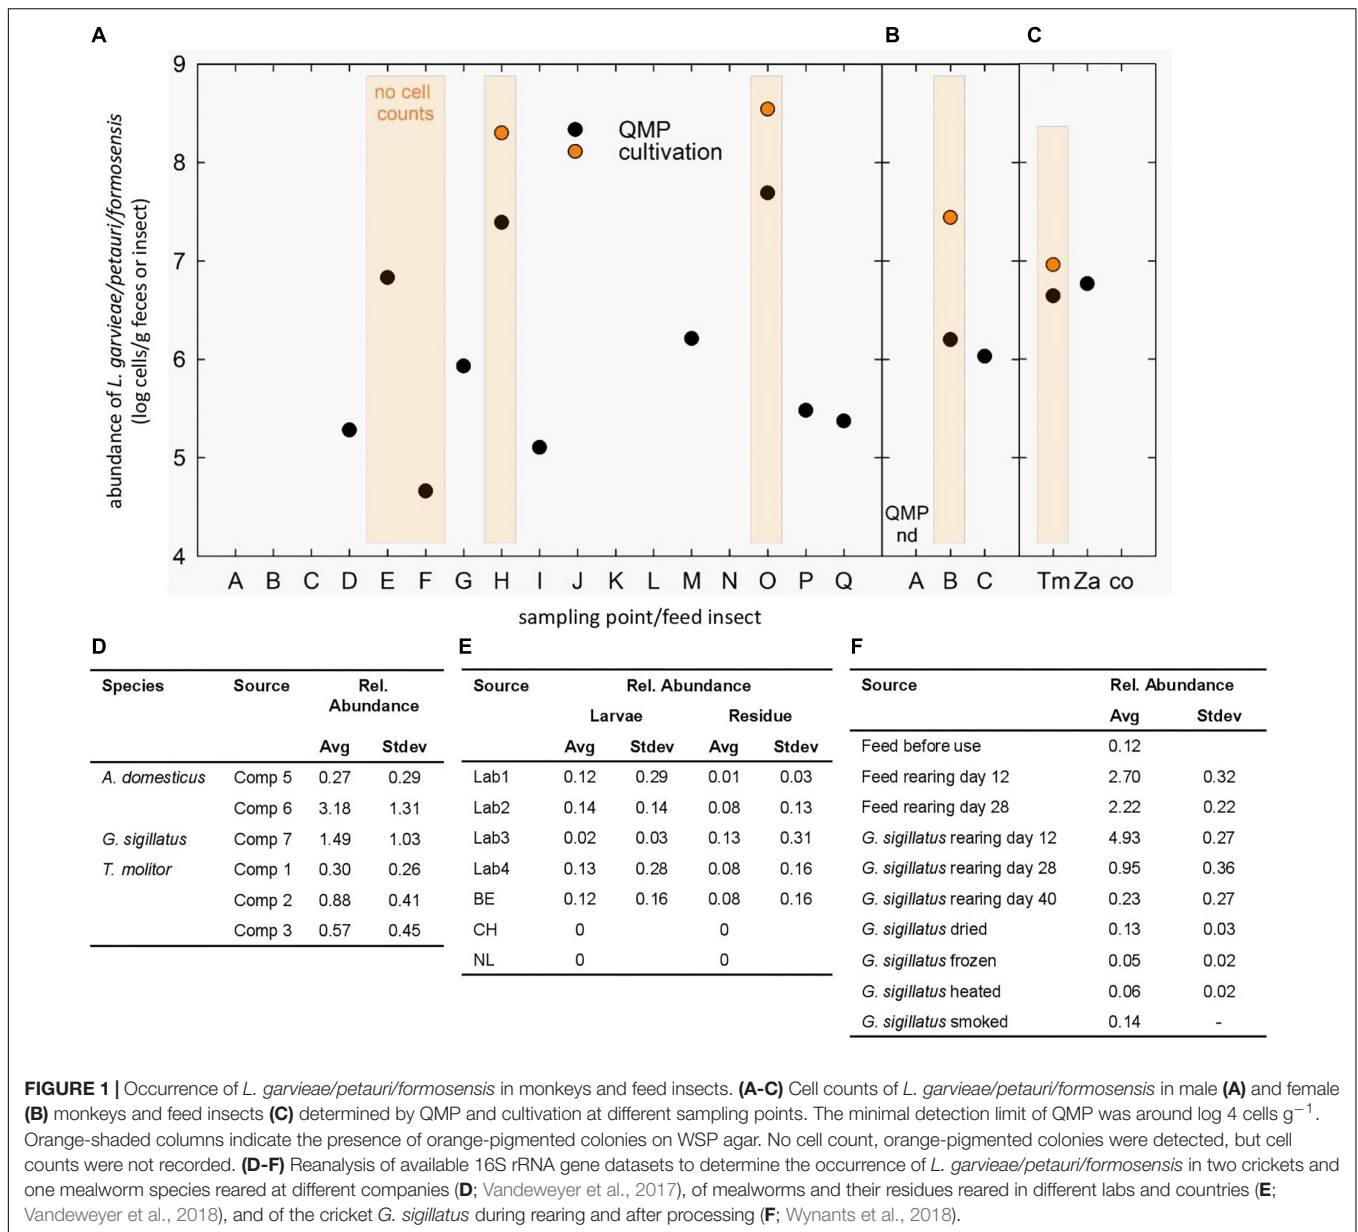 A
B
C
9
8
7
6
5
4
abundance of L. garvieae/petauri/formosensis
(log cells/g feces or insect)
no cell
counts
QMP
cultivation
QMP
nd
A B C D E F G H I J K L M N O P Q A B C Tm Za co
sampling point/feed insect
D
Species Source Rel.
Abundance
Avg Stdev
A. domesticus Comp 5 0.27 0.29
Comp 6 3.18 1.31
G. sigillatus Comp 7 1.49 1.03
T. molitor Comp 1 0.30 0.26
Comp 2 0.88 0.41
Comp 3 0.57 0.45
E
Source Rel. Abundance
Larvae Residue
Avg Stdev Avg Stdev
Lab1 0.12 0.29 0.01 0.03
Lab2 0.14 0.14 0.08 0.13
Lab3 0.02 0.03 0.13 0.31
Lab4 0.13 0.28 0.08 0.16
BE 0.12 0.16 0.08 0.16
CH 0 0
NL 0 0
F
Source Rel. Abundance
Avg Stdev
Feed before use 0.12
Feed rearing day 12 2.70 0.32
Feed rearing day 28 2.22 0.22
G. sigillatus rearing day 12 4.93 0.27
G. sigillatus rearing day 28 0.95 0.36
G. sigillatus rearing day 40 0.23 0.27
G. sigillatus dried 0.13 0.03
G. sigillatus frozen 0.05 0.02
G. sigillatus heated 0.06 0.02
G. sigillatus smoked 0.14 -
FIGURE 1 | Occurrence of L. garvieae/petauri/formosensis in monkeys and feed insects. (A-C) Cell counts of L. garvieae/petauri/formosensis in male (A) and female
(B) monkeys and feed insects (C) determined by QMP and cultivation at different sampling points. The minimal detection limit of QMP was around log 4 cells g⁻¹.
Orange-shaded columns indicate the presence of orange-pigmented colonies on WSP agar. No cell count, orange-pigmented colonies were detected, but cell
counts were not recorded. (D-F) Reanalysis of available 16S rRNA gene datasets to determine the occurrence of L. garvieae/petauri/formosensis in two crickets and
one mealworm species reared at different companies (D; Vandeweyer et al., 2017), of mealworms and their residues reared in different labs and countries (E;
Vandeweyer et al., 2018), and of the cricket G. sigillatus during rearing and after processing (F; Wynants et al., 2018).